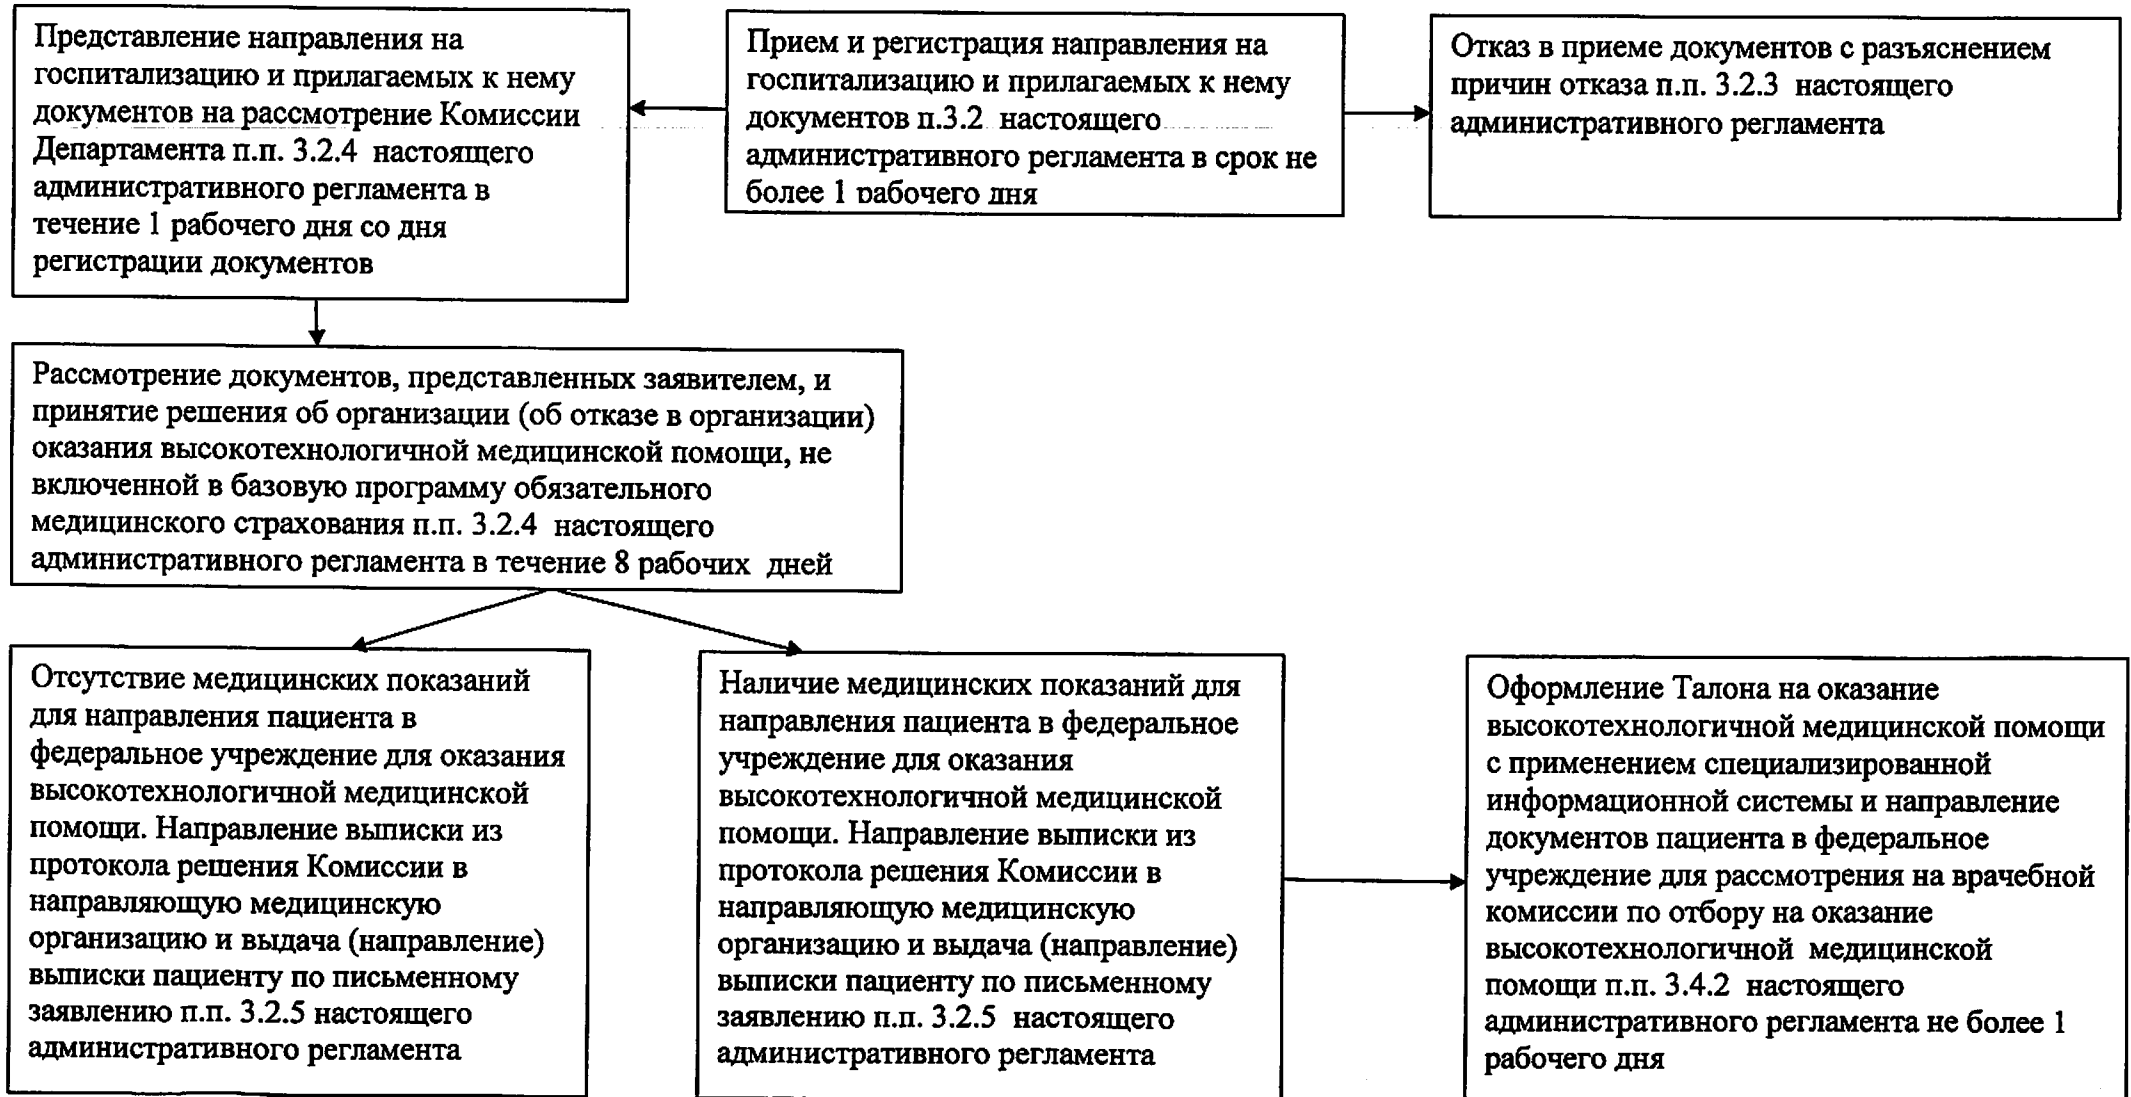 Представление направления на
госпитализацию и прилагаемых к нему
документов на рассмотрение Комиссии
Департамента п.п. 3.2.4 настоящего
административного регламента в
течение 1 рабочего дня со дня
регистрации документов
Прием и регистрация направления на
госпитализацию и прилагаемых к нему
документов п.3.2 настоящего
административного регламента в срок не
более 1 рабочего дня
Отказ в приеме документов с разъяснением
причин отказа п.п. 3.2.3 настоящего
административного регламента
Рассмотрение документов, представленных заявителем, и
принятие решения об организации (об отказе в организации)
оказания высокотехнологичной медицинской помощи, не
включенной в базовую программу обязательного
медицинского страхования п.п. 3.2.4 настоящего
административного регламента в течение 8 рабочих дней
Отсутствие медицинских показаний
для направления пациента в
федеральное учреждение для оказания
высокотехнологичной медицинской
помощи. Направление выписки из
протокола решения Комиссии в
направляющую медицинскую
организацию и выдача (направление)
выписки пациенту по письменному
заявлению п.п. 3.2.5 настоящего
административного регламента
Наличие медицинских показаний для
направления пациента в федеральное
учреждение для оказания
высокотехнологичной медицинской
помощи. Направление выписки из
протокола решения Комиссии в
направляющую медицинскую
организацию и выдача (направление)
выписки пациенту по письменному
заявлению п.п. 3.2.5 настоящего
административного регламента
Оформление Талона на оказание
высокотехнологичной медицинской помощи
с применением специализированной
информационной системы и направление
документов пациента в федеральное
учреждение для рассмотрения на врачебной
комиссии по отбору на оказание
высокотехнологичной медицинской
помощи п.п. 3.4.2 настоящего
административного регламента не более 1
рабочего дня